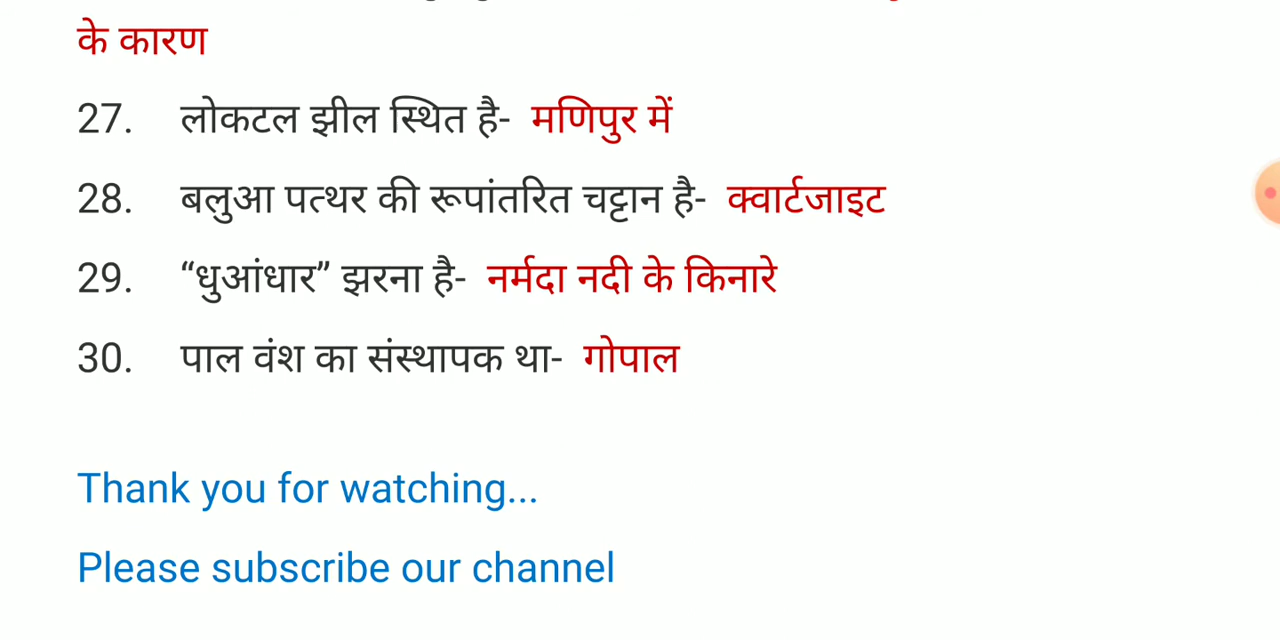 के कारण
27. लोकटल झील स्थित है- मणिपुर में
28. बलुआ पत्थर की रूपांतरित चट्टान है- क्वार्टजाइट
29. “धुआंधार” झरना है- नर्मदा नदी के किनारे
30. पाल वंश का संस्थापक था- गोपाल
Thank you for watching...
Please subscribe our channel